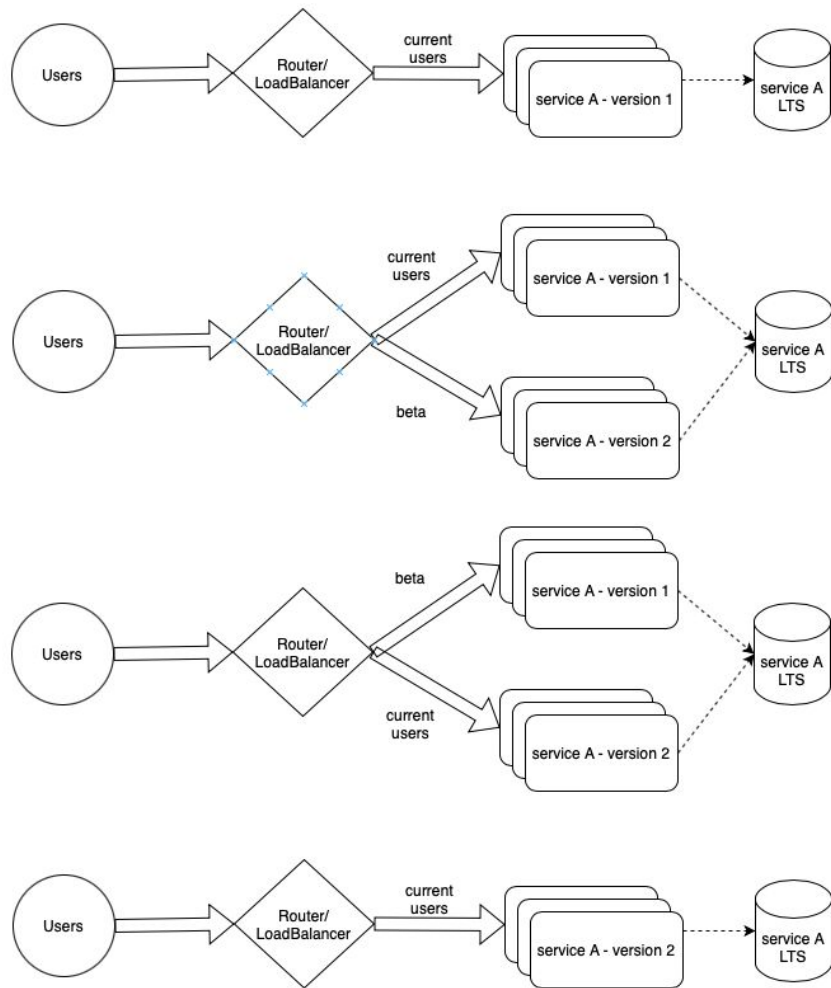 Users
Router/
LoadBalancer
current
users
service A - version 1
service A
LTS
Users
Router/
LoadBalancer
current
users
service A - version 1
beta
service A - version 2
service A
LTS
Users
Router/
LoadBalancer
beta
service A - version 1
current
users
service A - version 2
service A
LTS
Users
Router/
LoadBalancer
current
users
service A - version 2
service A
LTS